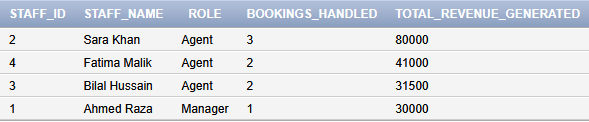 STAFF_ID STAFF_NAME ROLE BOOKINGS_HANDLED TOTAL_REVENUE_GENERATED
2 Sara Khan Agent 3 80000
4 Fatima Malik Agent 2 41000
3 Bilal Hussain Agent 2 31500
1 Ahmed Raza Manager 1 30000